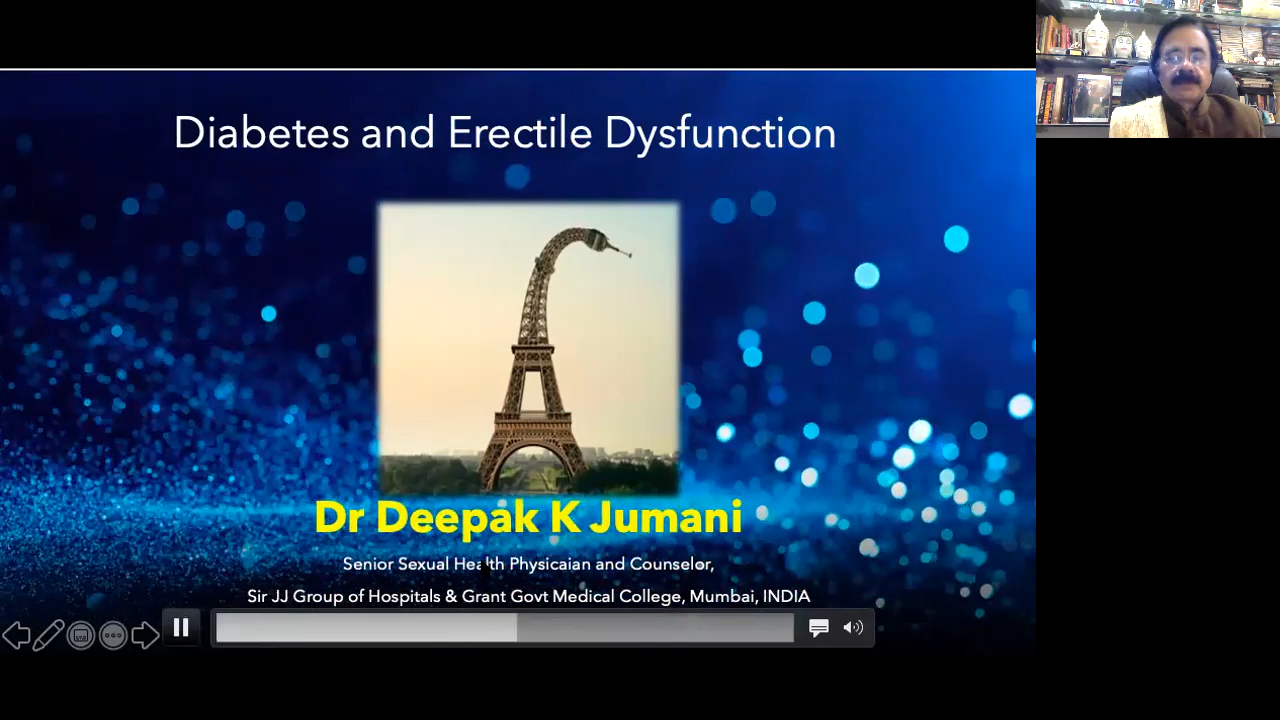 Diabetes and Erectile Dysfunction
Dr Deepak K Jumani
Senior Sexual Health Physicaian and Counselor,
Sir JJ Group of Hospitals & Grant Govt Medical College, Mumbai, INDIA